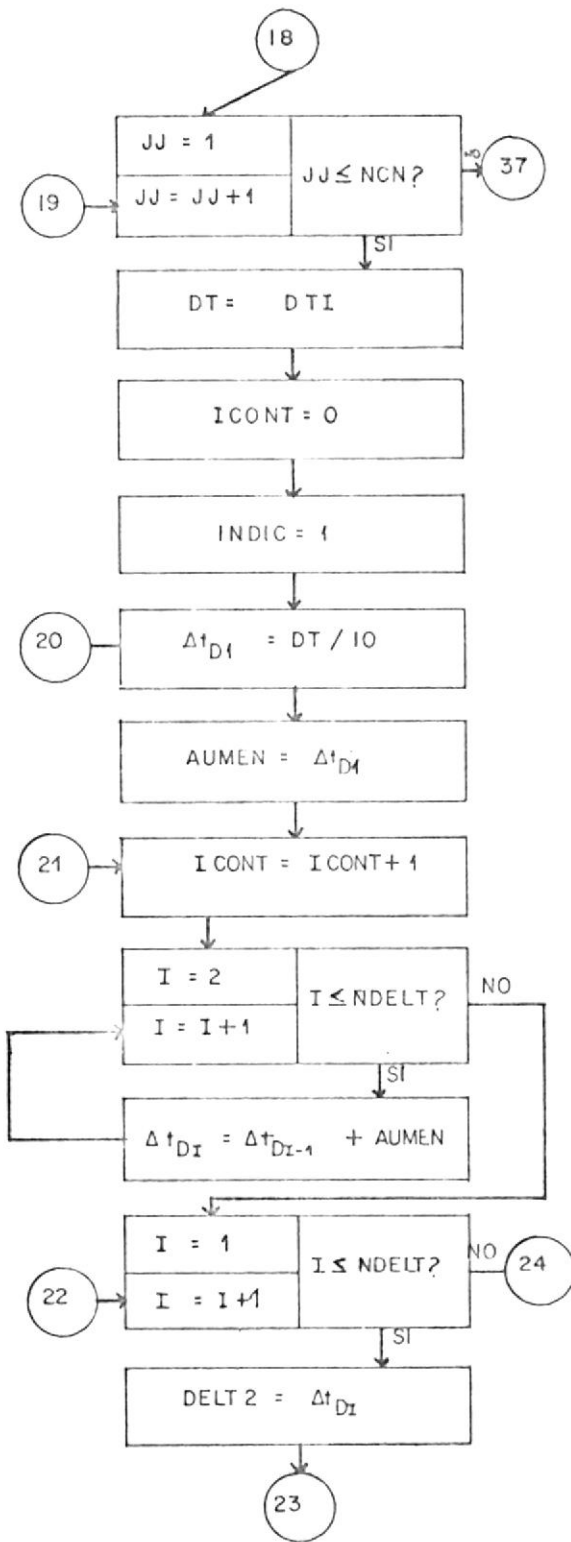 18
JJ = 1
JJ = JJ+1
JJ ≤ NCN?
37
19
SI
DT = DTI
ICONT = 0
INDIC = 1
20
Δt_D1 = DT / 10
AUMEN = Δt_D1
21
ICONT = ICONT+1
I = 2
I = I+1
I ≤ NDELT?
NO
SI
Δt_DI = Δt_DI-1 + AUMEN
I = 1
I = I+1
I ≤ NDELT?
NO
24
22
SI
DELT 2 = Δt_DI
23